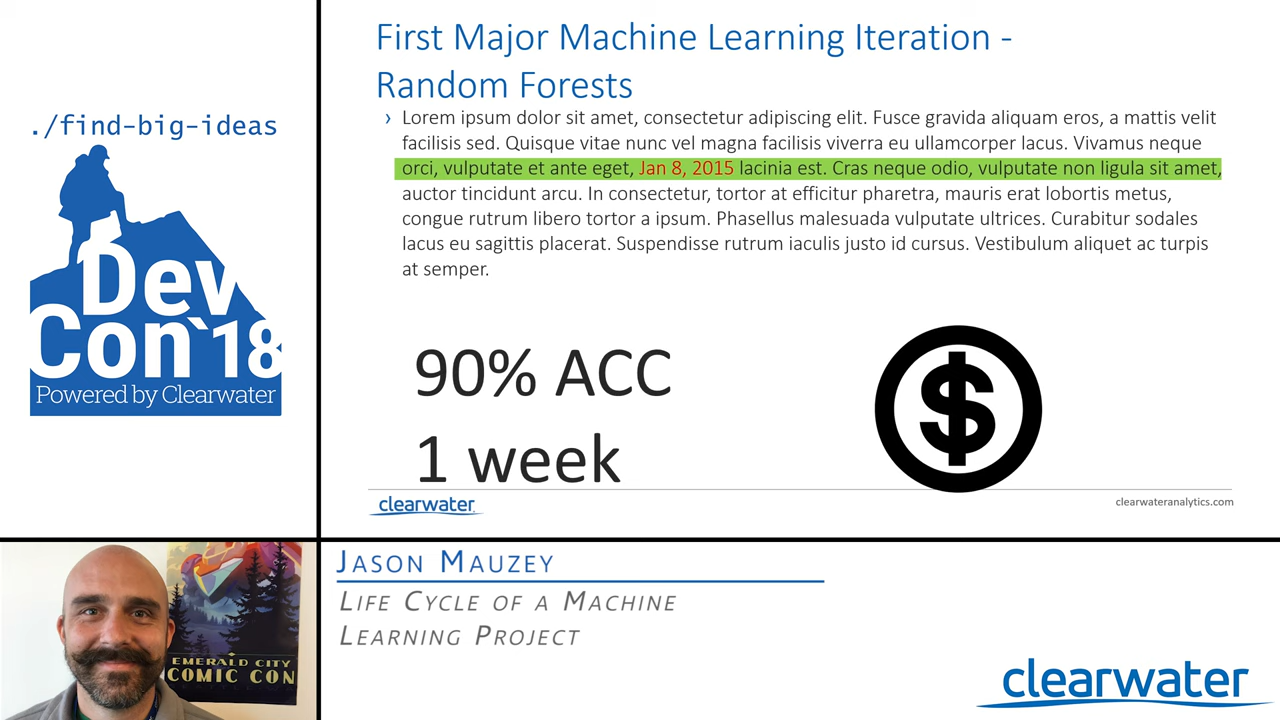 ./find-big-ideas
Dev
Con`18
Powered by Clearwater
First Major Machine Learning Iteration -
Random Forests
› Lorem ipsum dolor sit amet, consectetur adipiscing elit. Fusce gravida aliquam eros, a mattis velit
facilisis sed. Quisque vitae nunc vel magna facilisis viverra eu ullamcorper lacus. Vivamus neque
orci, vulputate et ante eget, Jan 8, 2015 lacinia est. Cras neque odio, vulputate non ligula sit amet,
auctor tincidunt arcu. In consectetur, tortor at efficitur pharetra, mauris erat lobortis metus,
congue rutrum libero tortor a ipsum. Phasellus malesuada vulputate ultrices. Curabitur sodales
lacus eu sagittis placerat. Suspendisse rutrum iaculis justo id cursus. Vestibulum aliquet ac turpis
at semper.
90% ACC
1 week
$
clearwater
clearwateranalytics.com
EMERALD CITY
COMIC CON
JASON MAUZEY
LIFE CYCLE OF A MACHINE
LEARNING PROJECT
clearwater